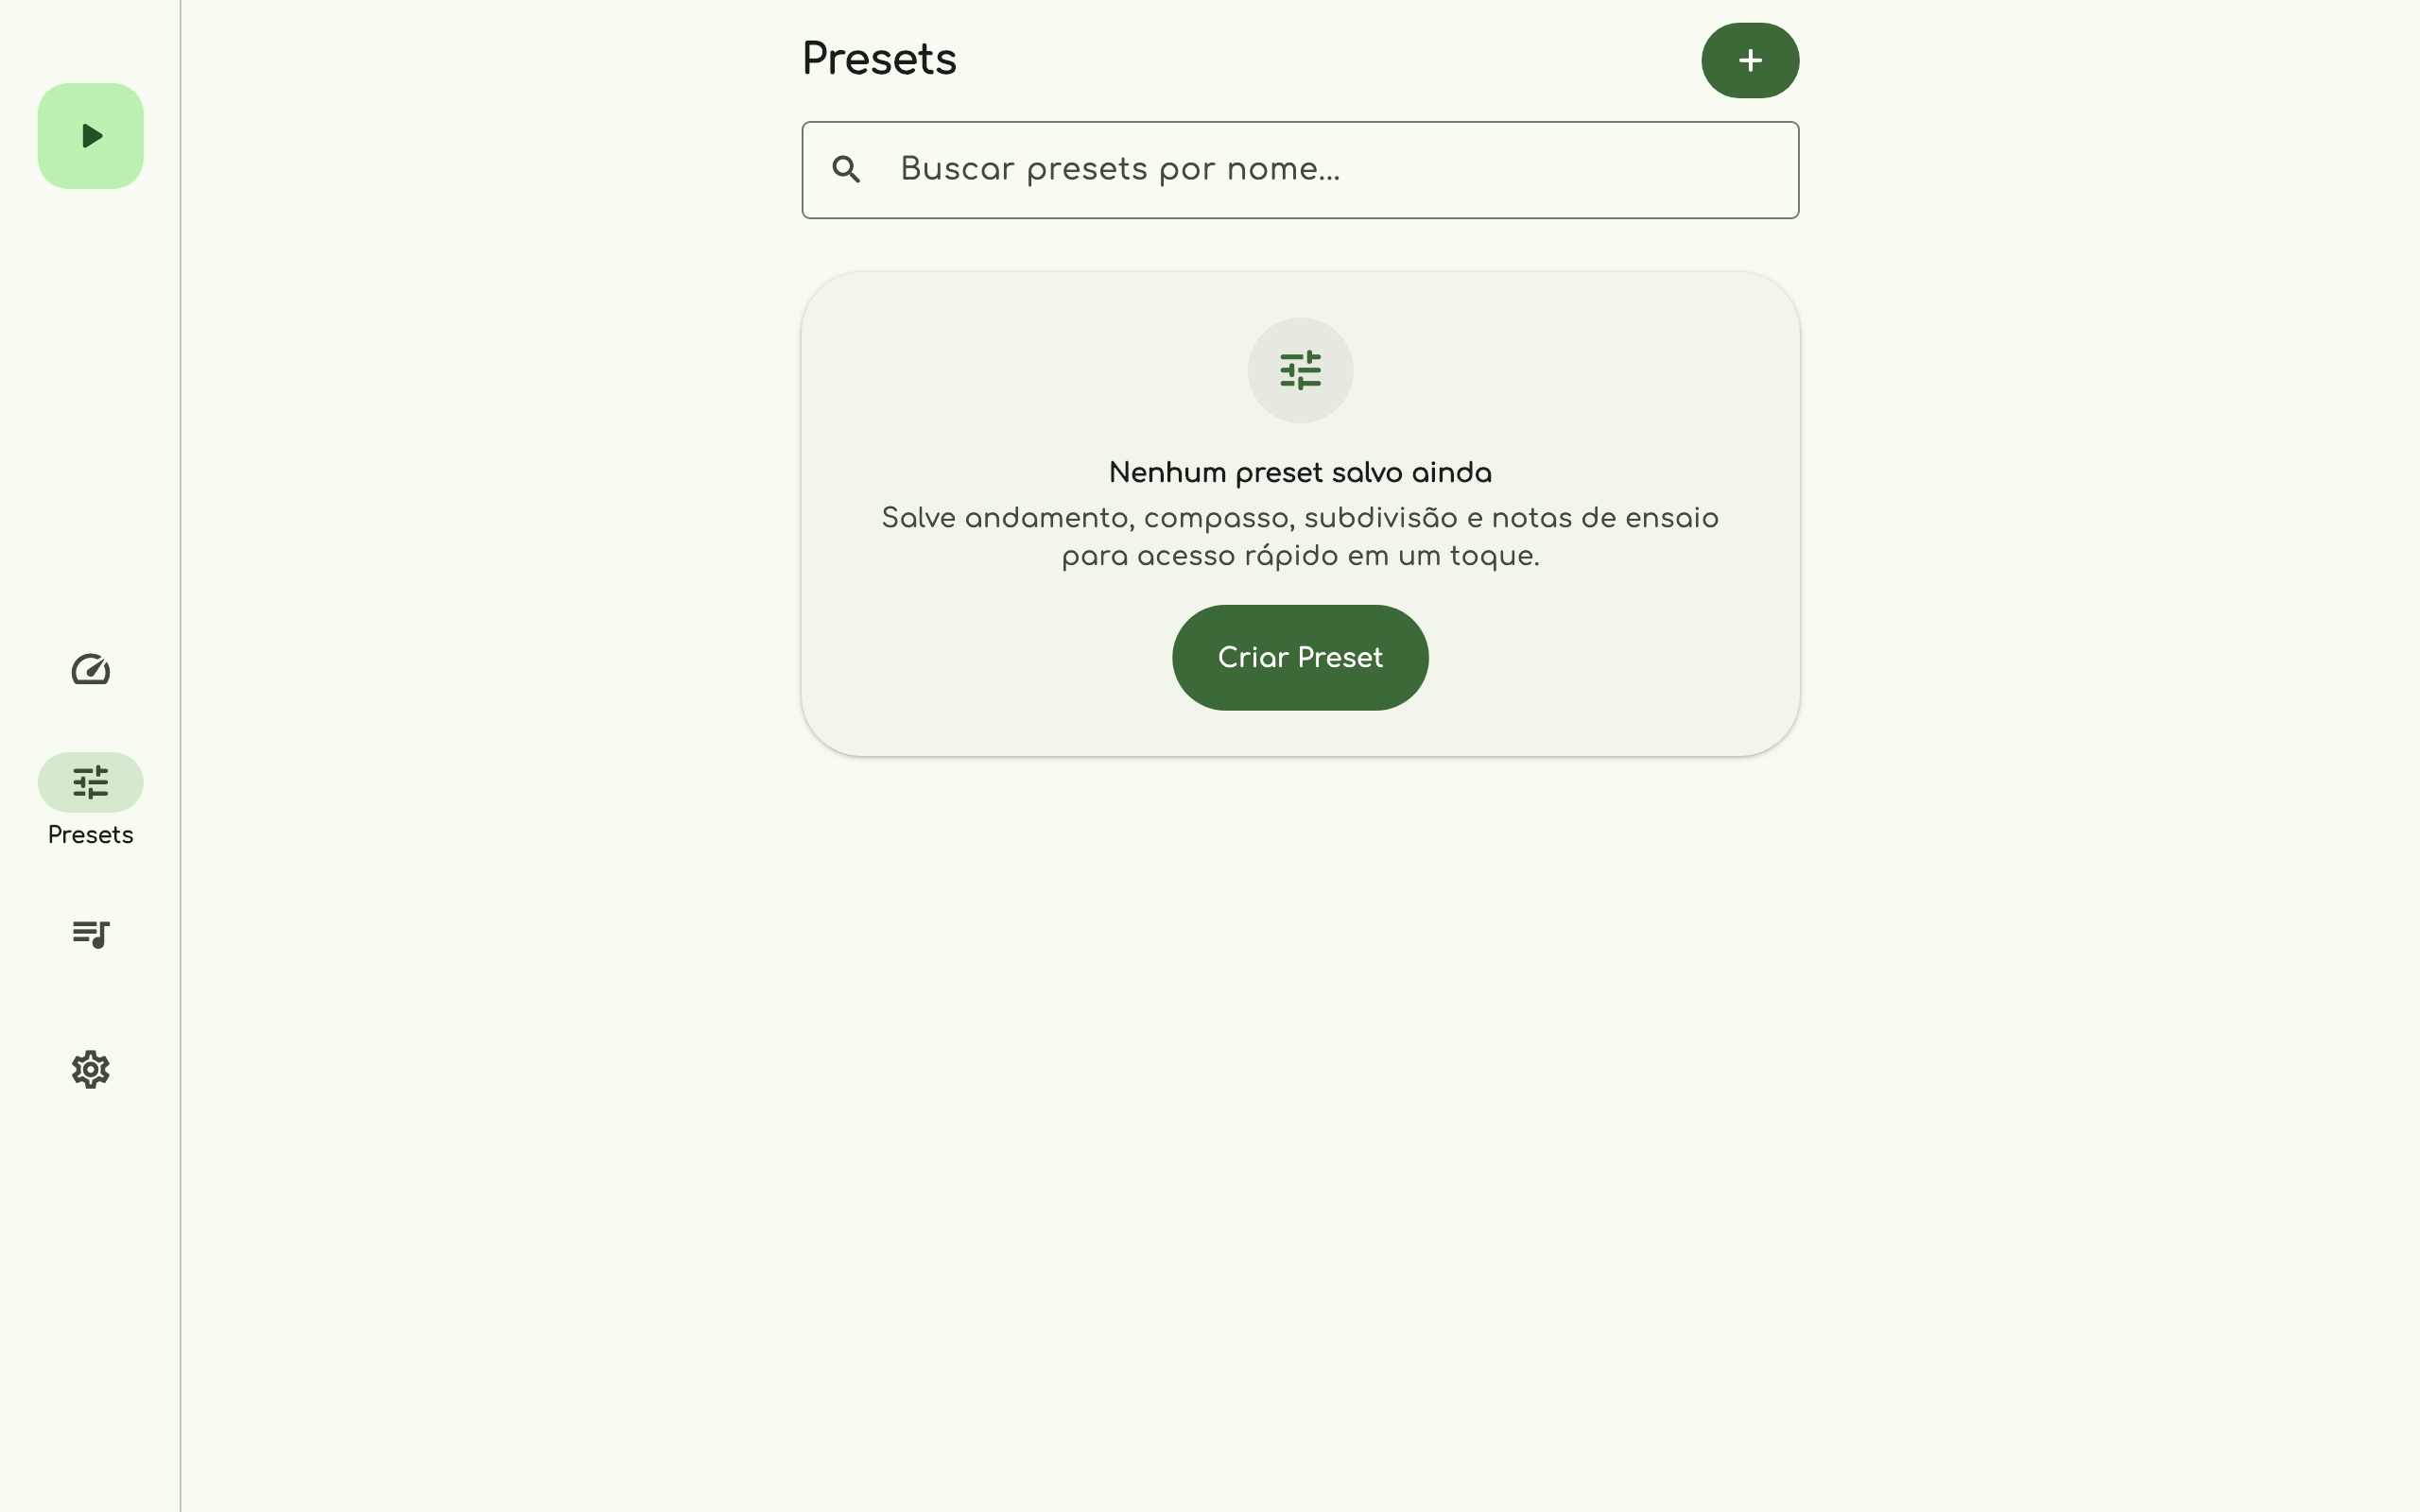 Presets
Buscar presets por nome...
Nenhum preset salvo ainda
Salve andamento, compasso, subdivisão e notas de ensaio
para acesso rápido em um toque.
Criar Preset
Presets